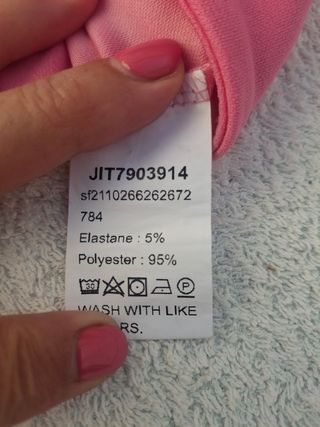 JIT7903914
sf2110266262672
784
Elastane : 5%
Polyester : 95%
P
WASH WITH LIKE
RS.